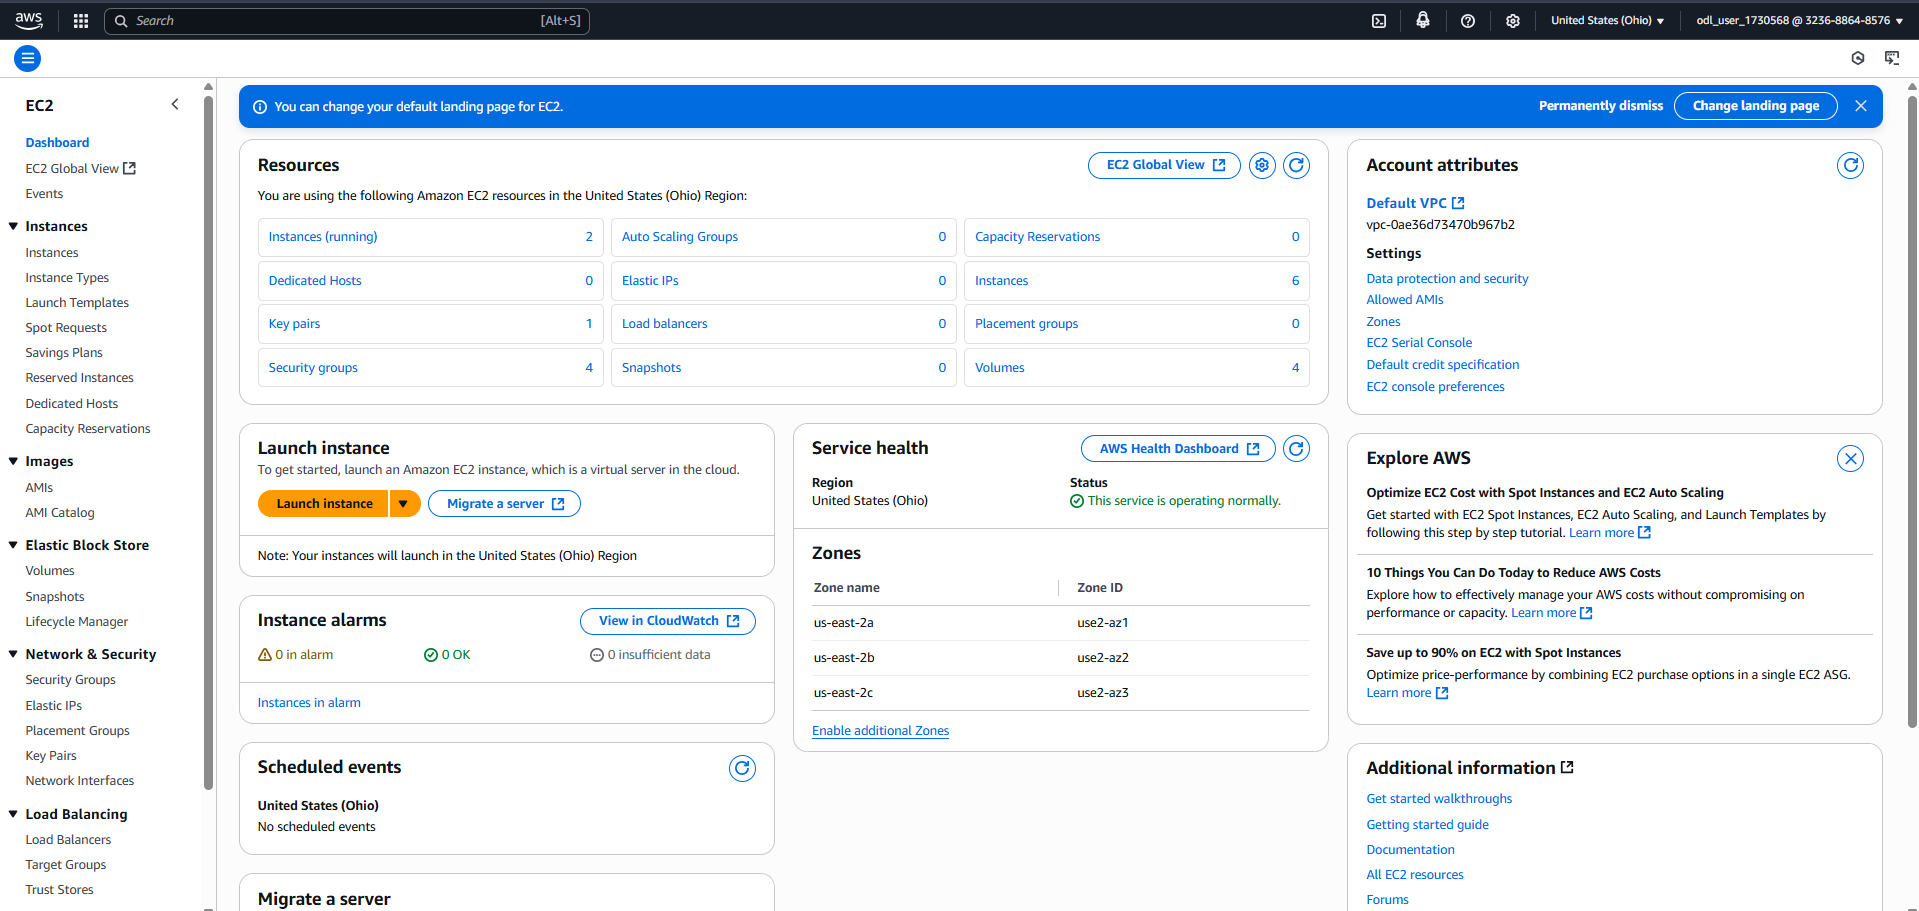 aws
Search
[Alt+S]
United States (Ohio)
odl_user_1730568 @ 3236-8864-8576
EC2
Dashboard
EC2 Global View
Events
Instances
Instances
Instance Types
Launch Templates
Spot Requests
Savings Plans
Reserved Instances
Dedicated Hosts
Capacity Reservations
Images
AMIs
AMI Catalog
Elastic Block Store
Volumes
Snapshots
Lifecycle Manager
Network & Security
Security Groups
Elastic IPs
Placement Groups
Key Pairs
Network Interfaces
Load Balancing
Load Balancers
Target Groups
Trust Stores
You can change your default landing page for EC2.
Permanently dismiss
Change landing page
Resources
EC2 Global View
You are using the following Amazon EC2 resources in the United States (Ohio) Region:
Instances (running) 2
Auto Scaling Groups 0
Capacity Reservations 0
Dedicated Hosts 0
Elastic IPs 0
Instances 6
Key pairs 1
Load balancers 0
Placement groups 0
Security groups 4
Snapshots 0
Volumes 4
Launch instance
To get started, launch an Amazon EC2 instance, which is a virtual server in the cloud.
Launch instance
Migrate a server
Note: Your instances will launch in the United States (Ohio) Region
Instance alarms
View in CloudWatch
0 in alarm
0 OK
0 insufficient data
Instances in alarm
Scheduled events
United States (Ohio)
No scheduled events
Migrate a server
Service health
AWS Health Dashboard
Region
United States (Ohio)
Status
This service is operating normally.
Zones
Zone name Zone ID
us-east-2a use2-az1
us-east-2b use2-az2
us-east-2c use2-az3
Enable additional Zones
Account attributes
Default VPC
vpc-0ae36d73470b967b2
Settings
Data protection and security
Allowed AMIs
Zones
EC2 Serial Console
Default credit specification
EC2 console preferences
Explore AWS
Optimize EC2 Cost with Spot Instances and EC2 Auto Scaling
Get started with EC2 Spot Instances, EC2 Auto Scaling, and Launch Templates by
following this step by step tutorial. Learn more
10 Things You Can Do Today to Reduce AWS Costs
Explore how to effectively manage your AWS costs without compromising on
performance or capacity. Learn more
Save up to 90% on EC2 with Spot Instances
Optimize price-performance by combining EC2 purchase options in a single EC2 ASG.
Learn more
Additional information
Get started walkthroughs
Getting started guide
Documentation
All EC2 resources
Forums